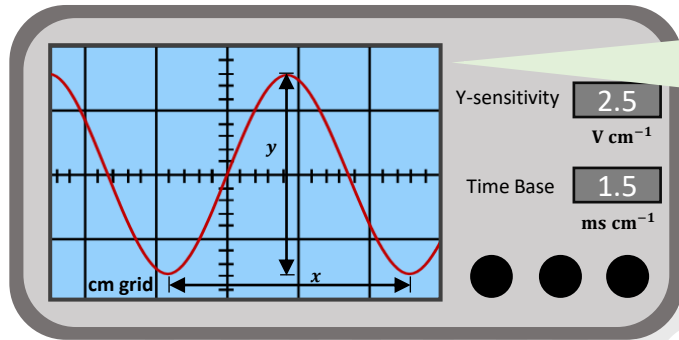 Y-sensitivity 2.5
V cm⁻¹
y
Time Base 1.5
ms cm⁻¹
cm grid x